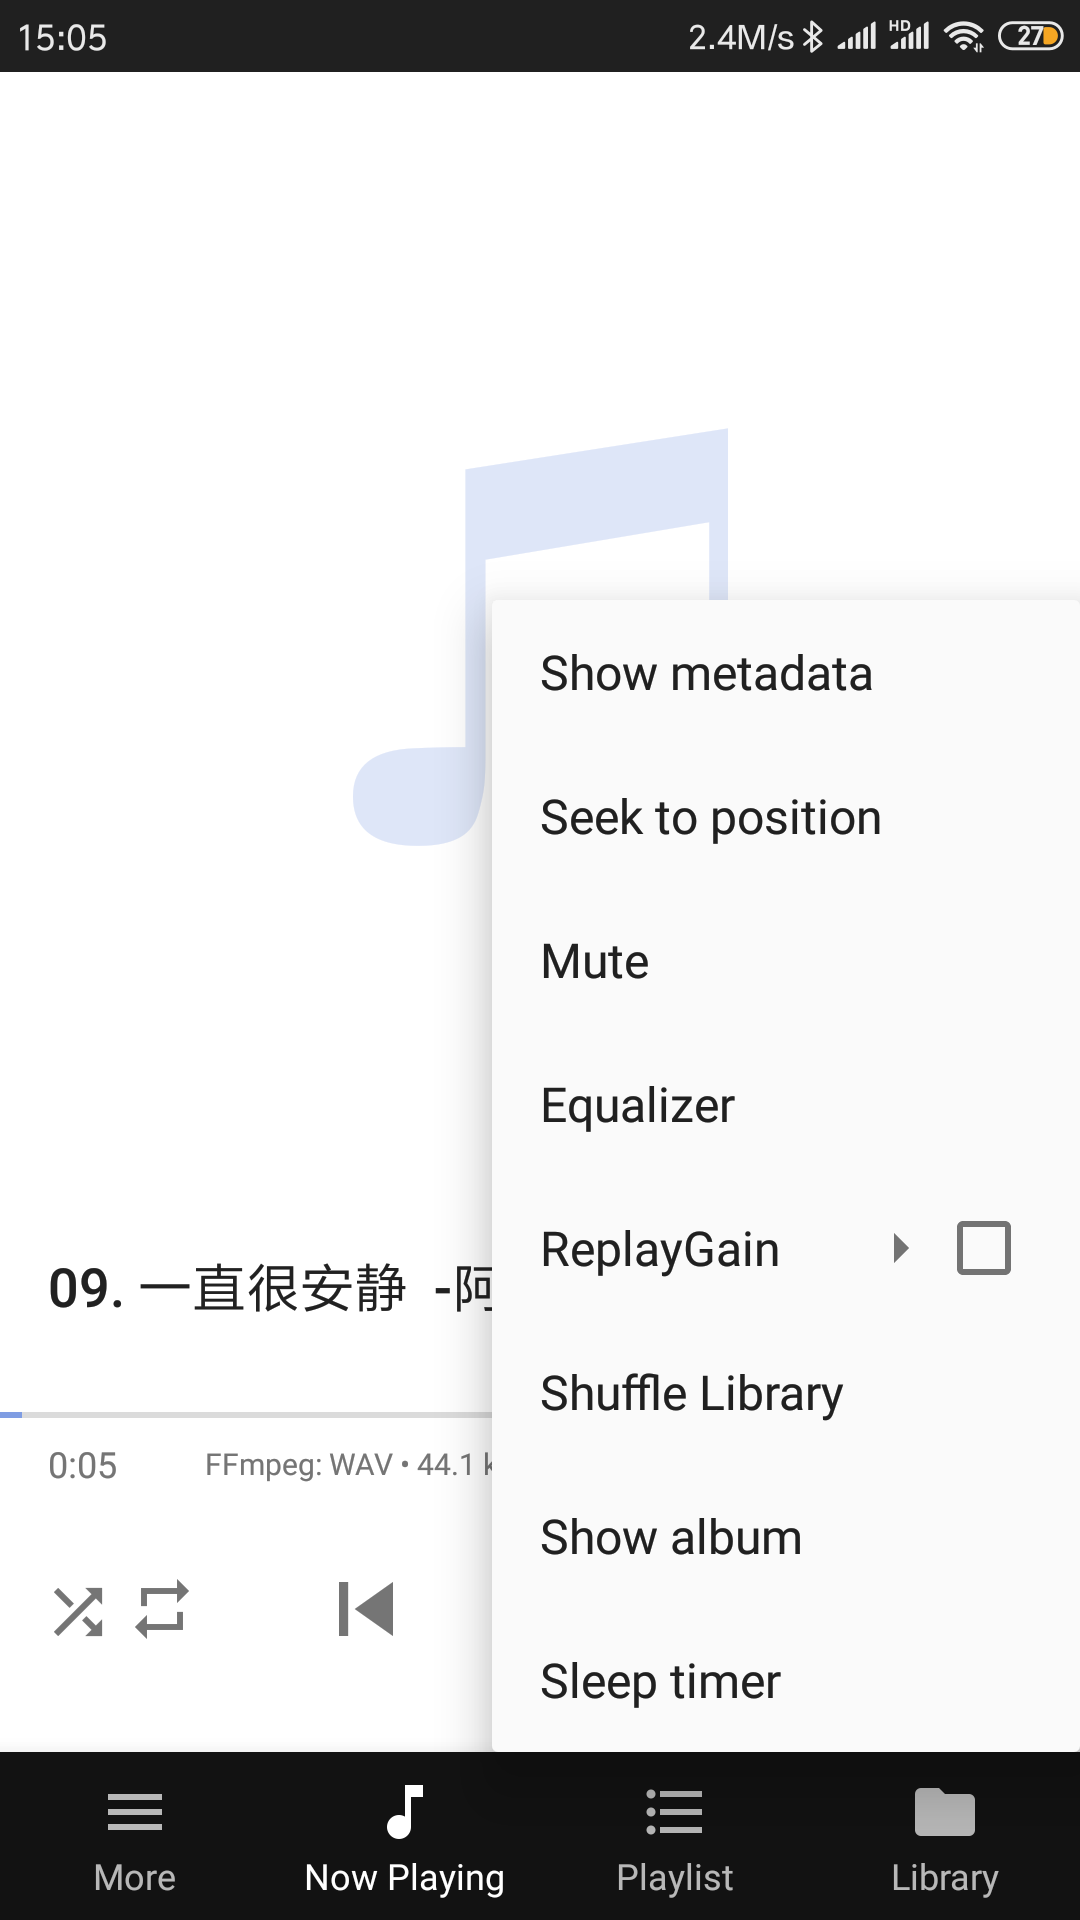 15:05
2.4M/s
HD
27
Show metadata
Seek to position
Mute
Equalizer
ReplayGain
09. 一直很安静 -阿
Shuffle Library
0:05
FFmpeg: WAV • 44.1 k
Show album
Sleep timer
More
Now Playing
Playlist
Library